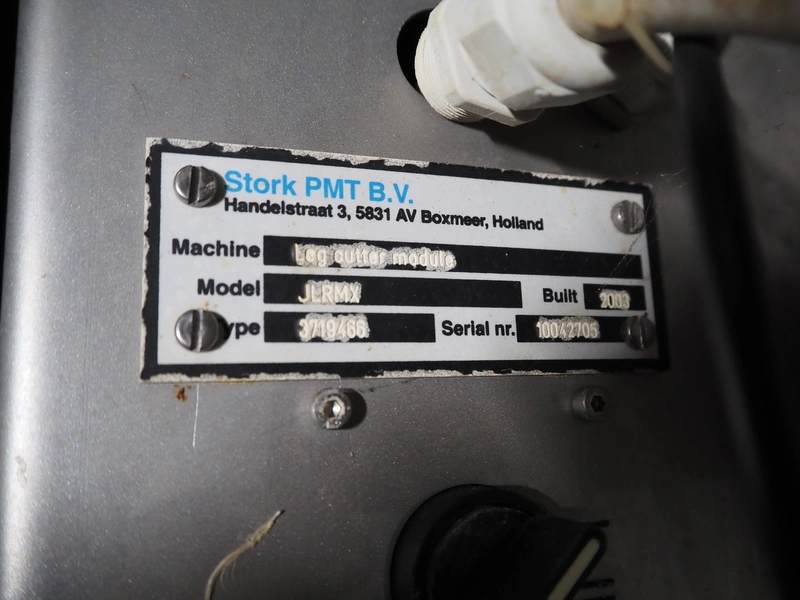 Stork PMT B.V.
Handelstraat 3, 5831 AV Boxmeer, Holland
Machine Leg cutter module
Model JLRMX Built 2003
ype 3719466 Serial nr. 10042705